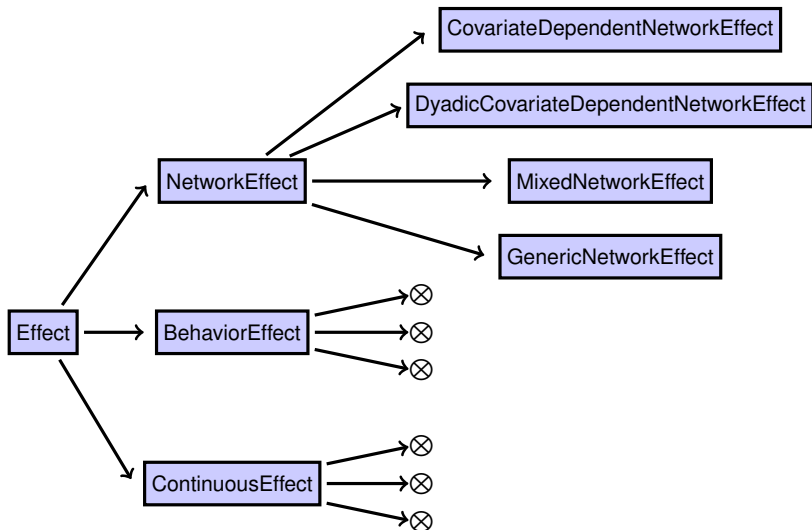 CovariateDependentNetworkEffect
DyadicCovariateDependentNetworkEffect
NetworkEffect
MixedNetworkEffect
GenericNetworkEffect
Effect
BehaviorEffect
ContinuousEffect